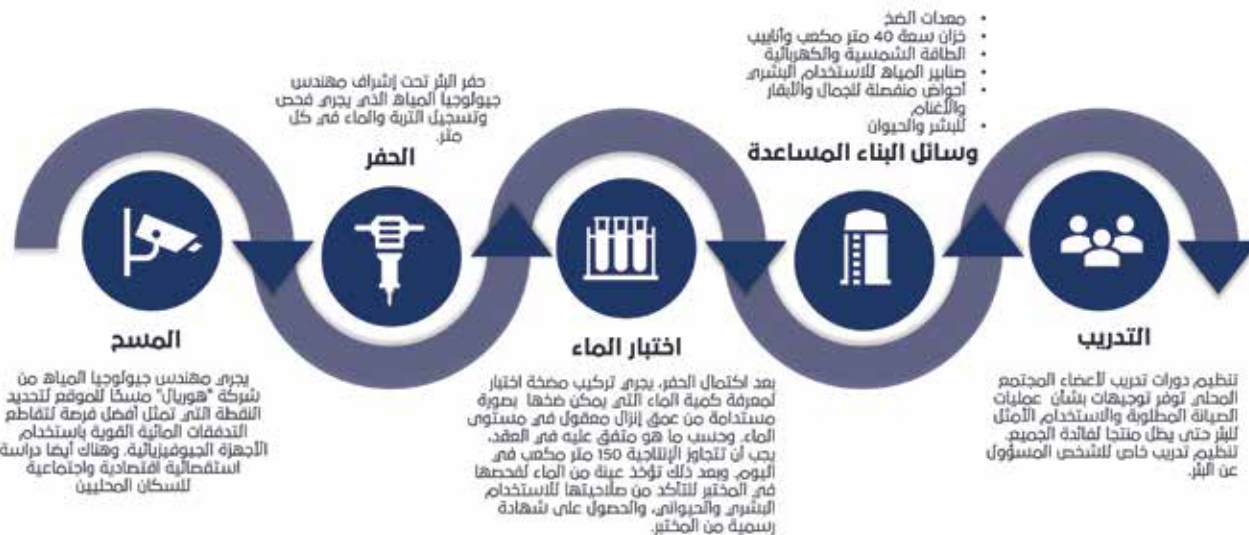 المسح
يجري مهندس جيولوجيا المياه من
شركة "هوريال" مسحًا للموقع لتحديد
النقطة التي تمثل أفضل فرصة لتقاطع
التدفقات المائية القوية باستخدام
الأجهزة الجيوفيزيائية. وهناك أيضا دراسة
استقصائية اقتصادية واجتماعية
للسكان المحليين
حفر البئر تحت إشراف مهندس
جيولوجيا المياه الذي يجري فحص
وتسجيل التربة والماء في كل
متر.
الحفر
اختبار الماء
بعد اكتمال الحفر، يجري تركيب مضخة اختبار
لمعرفة كمية الماء التي يمكن ضخها بصورة
مستدامة من عمق إنزال معقول في مستوى
الماء. وحسب ما هو متفق عليه في العقد،
يجب أن تتجاوز الإنتاجية 150 متر مكعب في
اليوم. وبعد ذلك تؤخذ عينة من الماء لفحصها
في المختبر للتأكد من صلاحيتها للاستخدام
البشري والحيواني، والحصول على شهادة
رسمية من المختبر.
• معدات الضخ
• خزان سعة 40 متر مكعب وأنابيب
• الطاقة الشمسية والكهربائية
• صنابير المياه للاستخدام البشري
• أحواض منفصلة للجمال والأبقار
والأغنام
• للبشر والحيوان
وسائل البناء المساعدة
التدريب
تنظيم دورات تدريب لأعضاء المجتمع
المحلي توفر توجيهات بشأن عمليات
الصيانة المطلوبة والاستخدام الأمثل
للبئر حتى يظل منتجا لفائدة الجميع.
تنظيم تدريب خاص للشخص المسؤول
عن البئر.